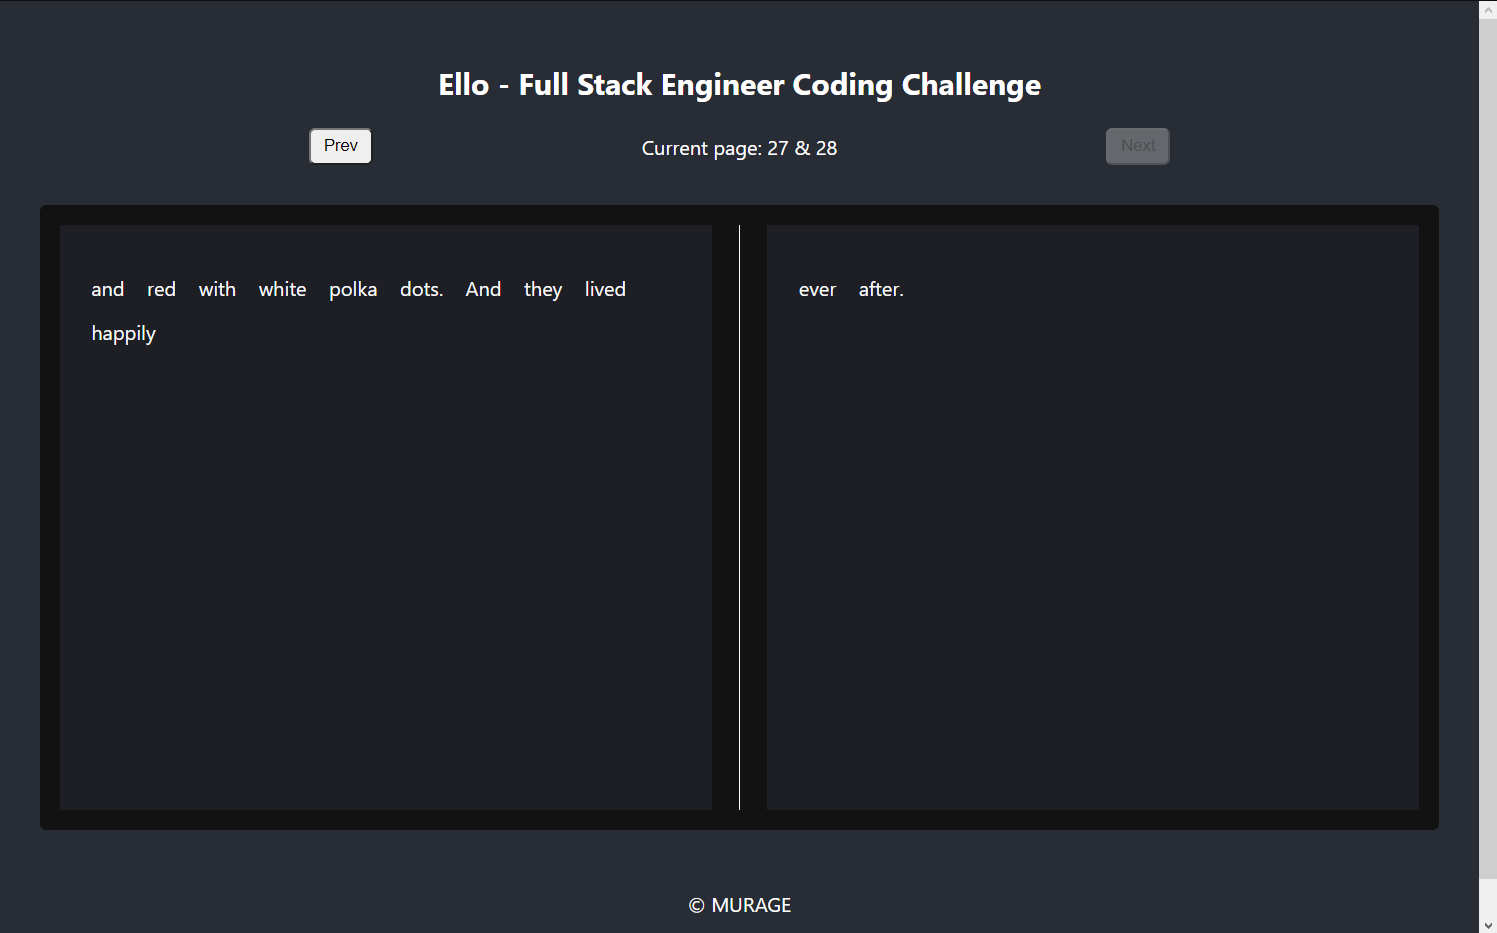 Ello - Full Stack Engineer Coding Challenge
Prev
Current page: 27 & 28
Next
and red with white polka dots. And they lived
happily
ever after.
© MURAGE